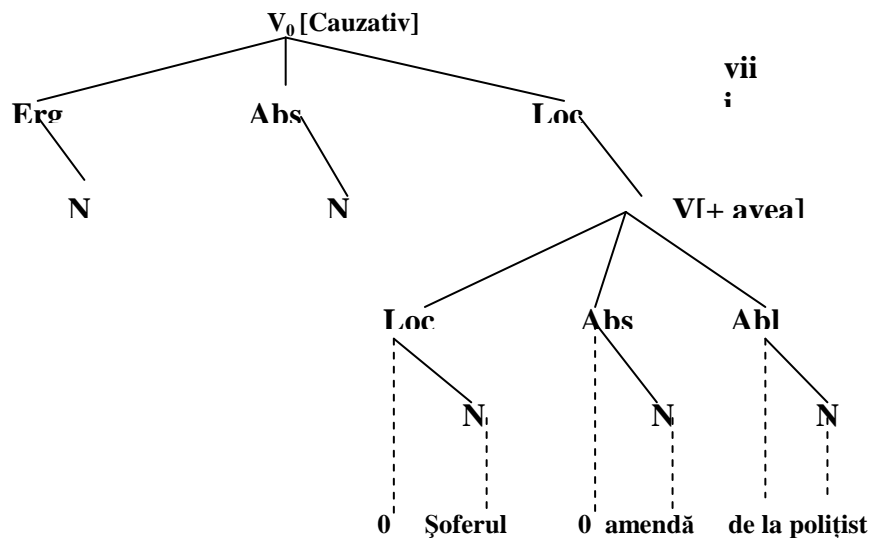 V₀ [Cauzativ]
vii
i
Erg Abs Loc
N N V[+ avea]
Loc Abs Abl
N N N
0 Şoferul 0 amendă de la poliţist